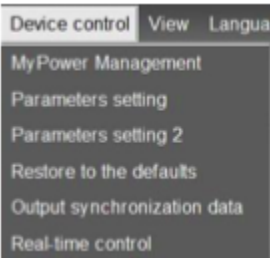 Device control View Langua
MyPower Management
Parameters setting
Parameters setting 2
Restore to the defaults
Output synchronization data
Real-time control